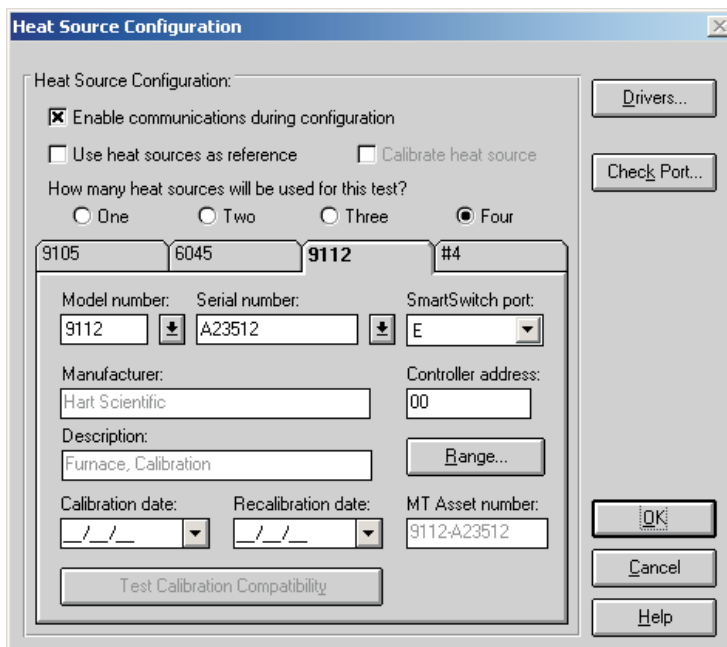 Heat Source Configuration
Heat Source Configuration:
Enable communications during configuration
Use heat sources as reference
Calibrate heat source
How many heat sources will be used for this test?
One Two Three Four
9105 6045 9112 #4
Model number: Serial number: SmartSwitch port:
9112 A23512 E
Manufacturer: Controller address:
Hart Scientific 00
Description:
Furnace, Calibration Range...
Calibration date: Recalibration date: MT Asset number:
__/__/__ __/__/__ 9112-A23512
Test Calibration Compatibility
Drivers...
Check Port...
OK
Cancel
Help